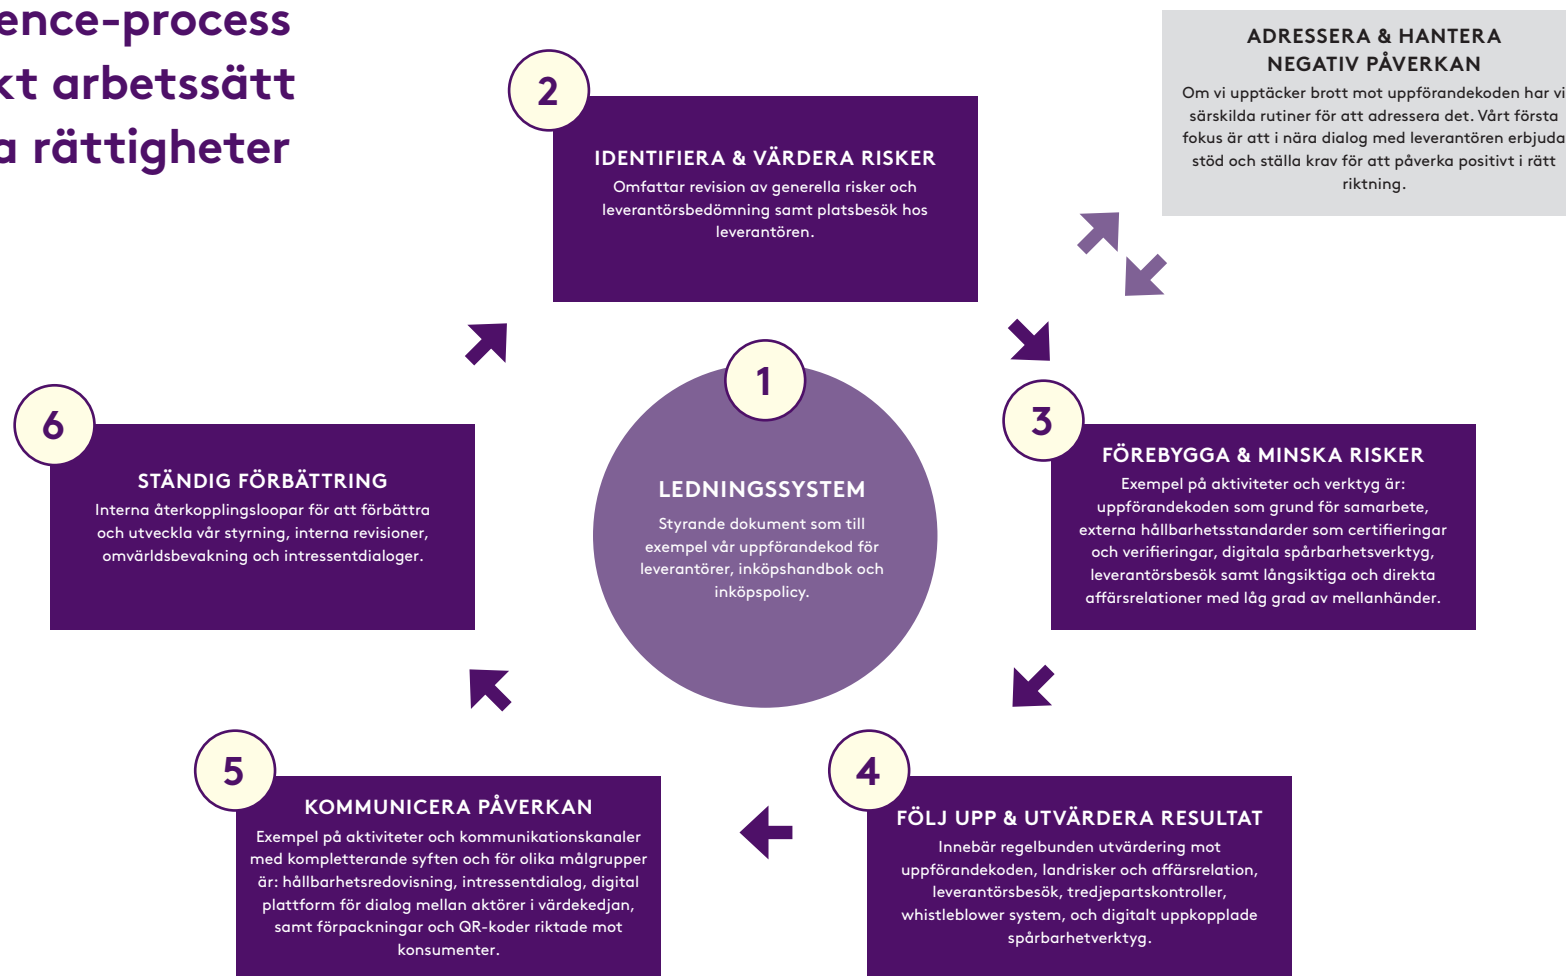 ence-process
kt arbetssätt
a rättigheter
ADRESSERA & HANTERA
NEGATIV PÅVERKAN
Om vi upptäcker brott mot uppförandekoden har vi
särskilda rutiner för att adressera det. Vårt första
fokus är att i nära dialog med leverantören erbjuda
stöd och ställa krav för att påverka positivt i rätt
riktning.
2
IDENTIFIERA & VÄRDERA RISKER
Omfattar revision av generella risker och
leverantörsbedömning samt platsbesök hos
leverantören.
1
LEDNINGSSYSTEM
Styrande dokument som till
exempel vår uppförandekod för
leverantörer, inköpshandbok och
inköpspolicy.
3
FÖREBYGGA & MINSKA RISKER
Exempel på aktiviteter och verktyg är:
uppförandekoden som grund för samarbete,
externa hållbarhetsstandarder som certifieringar
och verifieringar, digitala spårbarhetsverktyg,
leverantörsbesök samt långsiktiga och direkta
affärsrelationer med låg grad av mellanhänder.
6
STÄNDIG FÖRBÄTTRING
Interna återkopplingsloopar för att förbättra
och utveckla vår styrning, interna revisioner,
omvärldsbevakning och intressentdialoger.
5
KOMMUNICERA PÅVERKAN
Exempel på aktiviteter och kommunikationskanaler
med kompletterande syften och för olika målgrupper
är: hållbarhetsredovisning, intressentdialog, digital
plattform för dialog mellan aktörer i värdekedjan,
samt förpackningar och QR-koder riktade mot
konsumenter.
4
FÖLJ UPP & UTVÄRDERA RESULTAT
Innebär regelbunden utvärdering mot
uppförandekoden, landrisker och affärsrelation,
leverantörsbesök, tredjepartskontroller,
whistleblower system, och digitalt uppkopplade
spårbarhetverktyg.